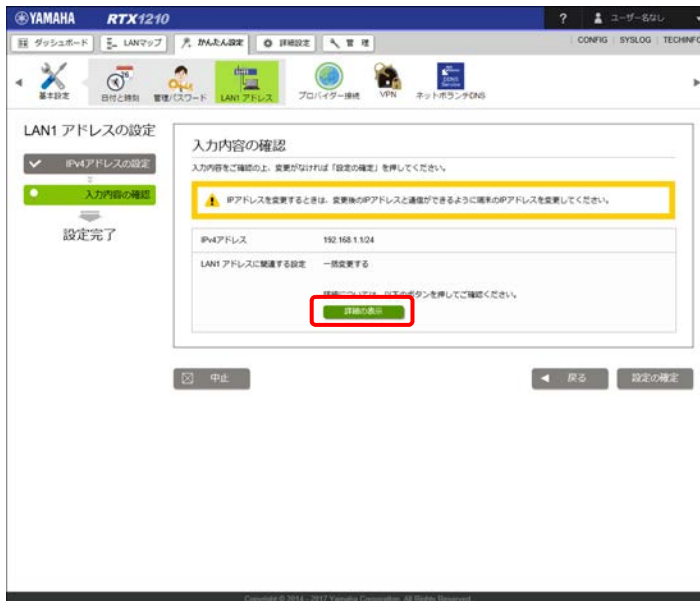 YAMAHA RTX1210
? ユーザー名なし
ダッシュボード LANマップ かんたん設定 詳細設定 管理 CONFIG SYSLOG TECHINFO
基本設定 日付と時刻 管理パスワード LAN1 アドレス プロバイダー接続 VPN ネットボランチDNS
LAN1 アドレスの設定
IPv4アドレスの設定
入力内容の確認
設定完了
入力内容の確認
入力内容をご確認の上、変更がなければ「設定の確定」を押してください。
IPアドレスを変更するときは、変更後のIPアドレスと通信ができるように端末のIPアドレスを変更してください。
IPv4アドレス 192.168.1.1/24
LAN1 アドレスに関連する設定 一括変更する
詳細については、以下のボタンを押してご確認ください。
詳細の表示
中止 戻る 設定の確定
Copyright © 2014 - 2017 Yamaha Corporation. All Rights Reserved.